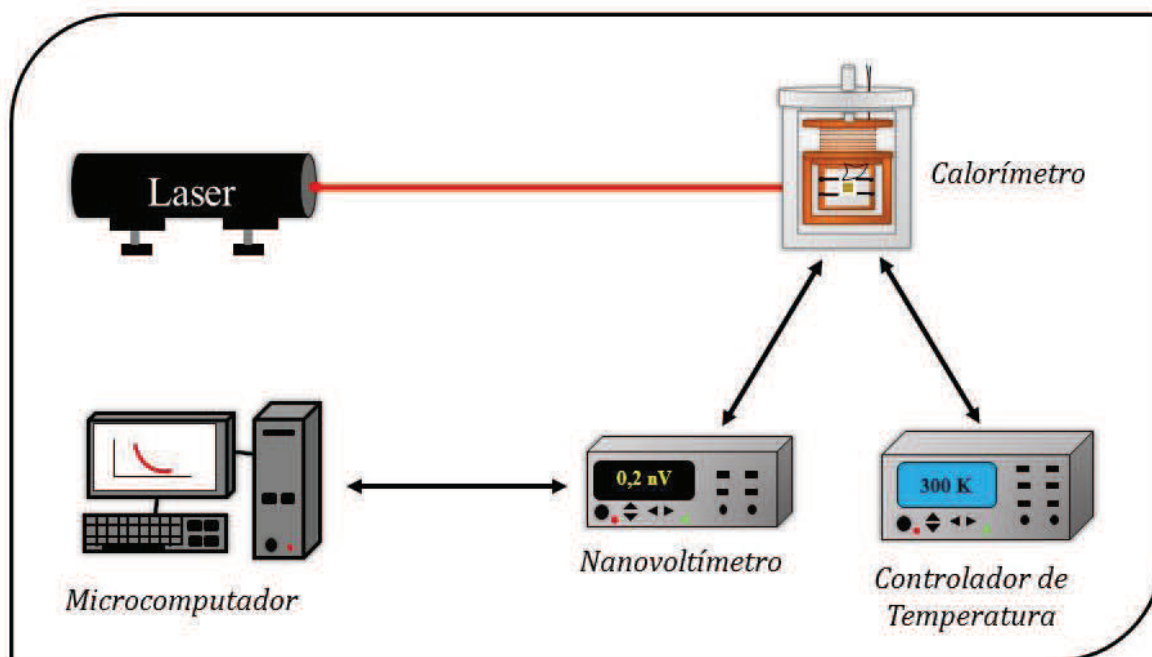 Laser
Calorímetro
0,2 nV
300 K
Nanovoltímetro
Controlador de
Temperatura
Microcomputador